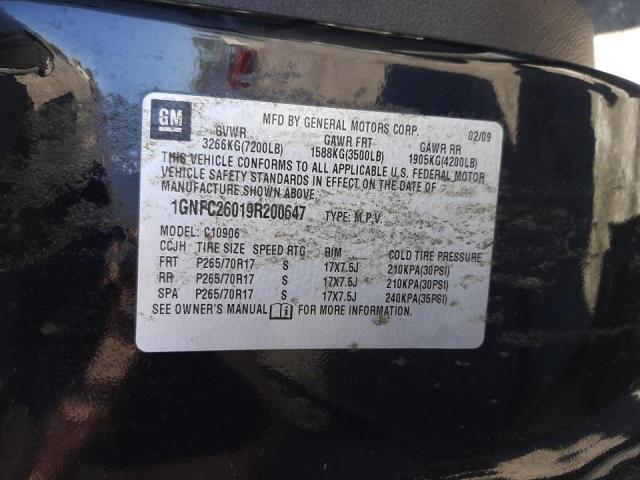 GM
MFD BY GENERAL MOTORS CORP. 02/09
GVWR GAWR FRT GAWR RR
3266KG(7200LB) 1588KG(3500LB) 1905KG(4200LB)
THIS VEHICLE CONFORMS TO ALL APPLICABLE U.S. FEDERAL MOTOR
VEHICLE SAFETY STANDARDS IN EFFECT ON THE DATE OF
MANUFACTURE SHOWN ABOVE.
1GNFC26019R200647 TYPE: M.P.V.
MODEL: C10906
CCJH TIRE SIZE SPEED RTG RIM COLD TIRE PRESSURE
FRT P265/70R17 S 17X7.5J 210KPA(30PSI)
RR P265/70R17 S 17X7.5J 210KPA(30PSI)
SPA P265/70R17 S 17X7.5J 240KPA(35PSI)
SEE OWNER'S MANUAL i FOR MORE INFORMATION.